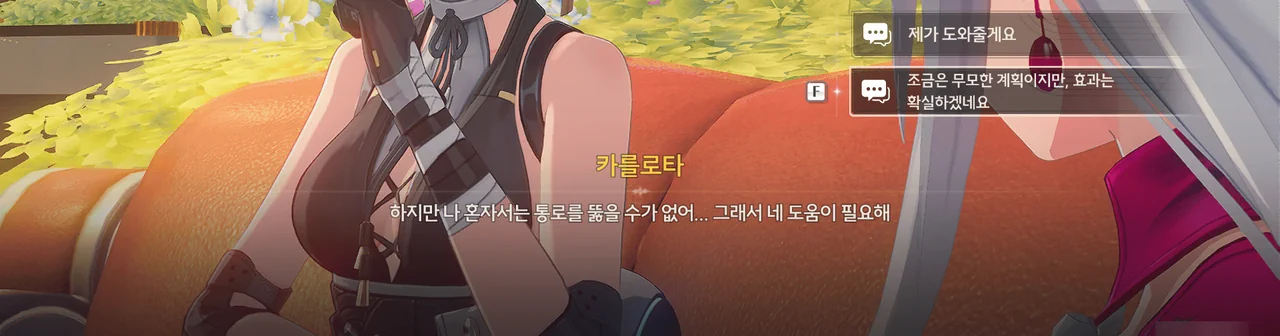 제가 도와줄게요
F
조금은 무모한 계획이지만, 효과는
확실하겠네요
카를로타
하지만 나 혼자서는 통로를 뚫을 수가 없어... 그래서 네 도움이 필요해